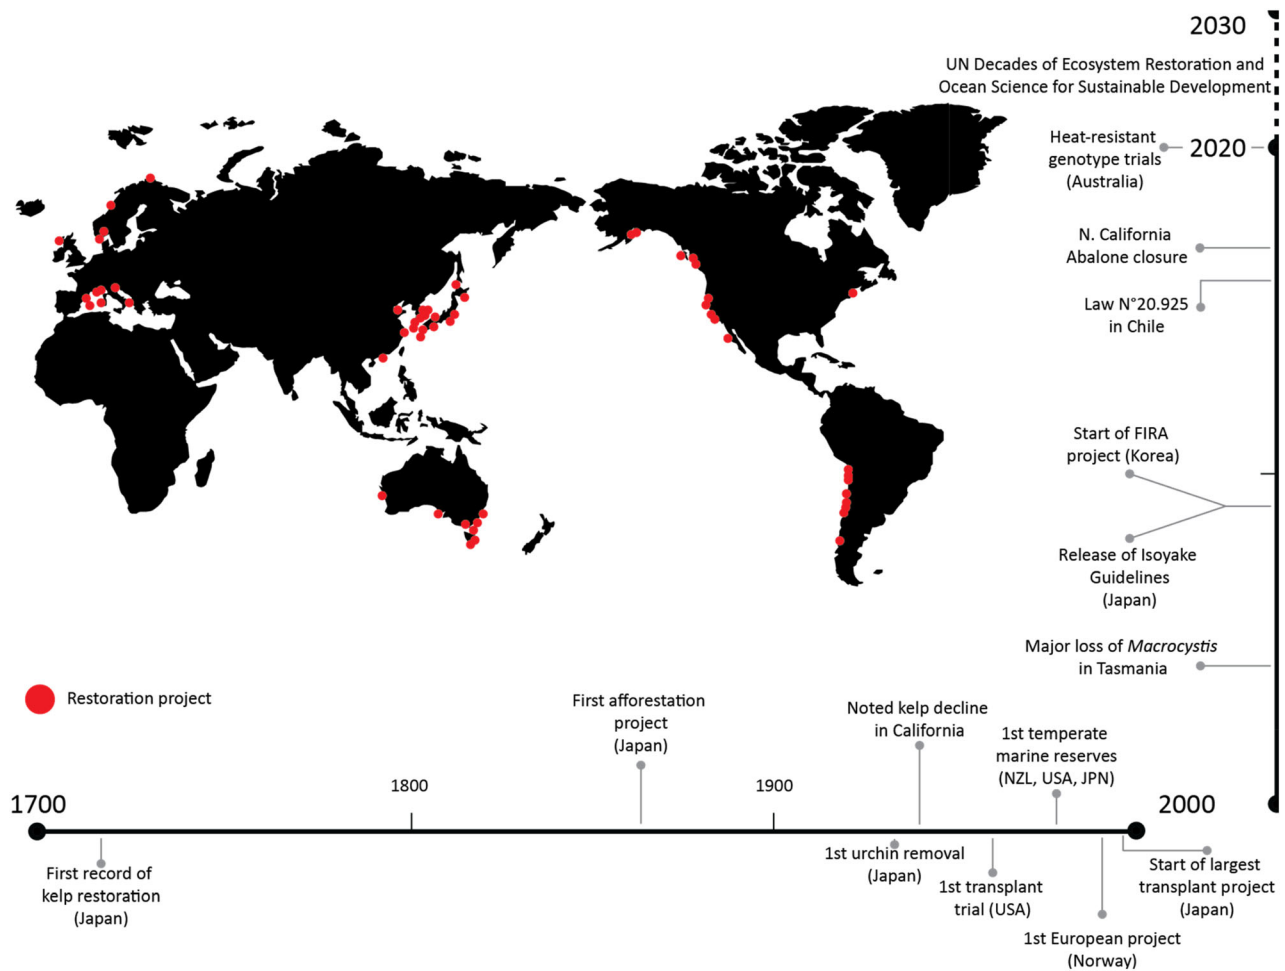 2030
UN Decades of Ecosystem Restoration and
Ocean Science for Sustainable Development
Heat-resistant
genotype trials
(Australia)
2020
N. California
Abalone closure
Law N°20.925
in Chile
Start of FIRA
project (Korea)
Release of Isoyake
Guidelines
(Japan)
Major loss of Macrocystis
in Tasmania
Restoration project
First afforestation
project
(Japan)
Noted kelp decline
in California
1st temperate
marine reserves
(NZL, USA, JPN)
1700
1800
1900
2000
First record of
kelp restoration
(Japan)
1st urchin removal
(Japan)
1st transplant
trial (USA)
1st European project
(Norway)
Start of largest
transplant project
(Japan)